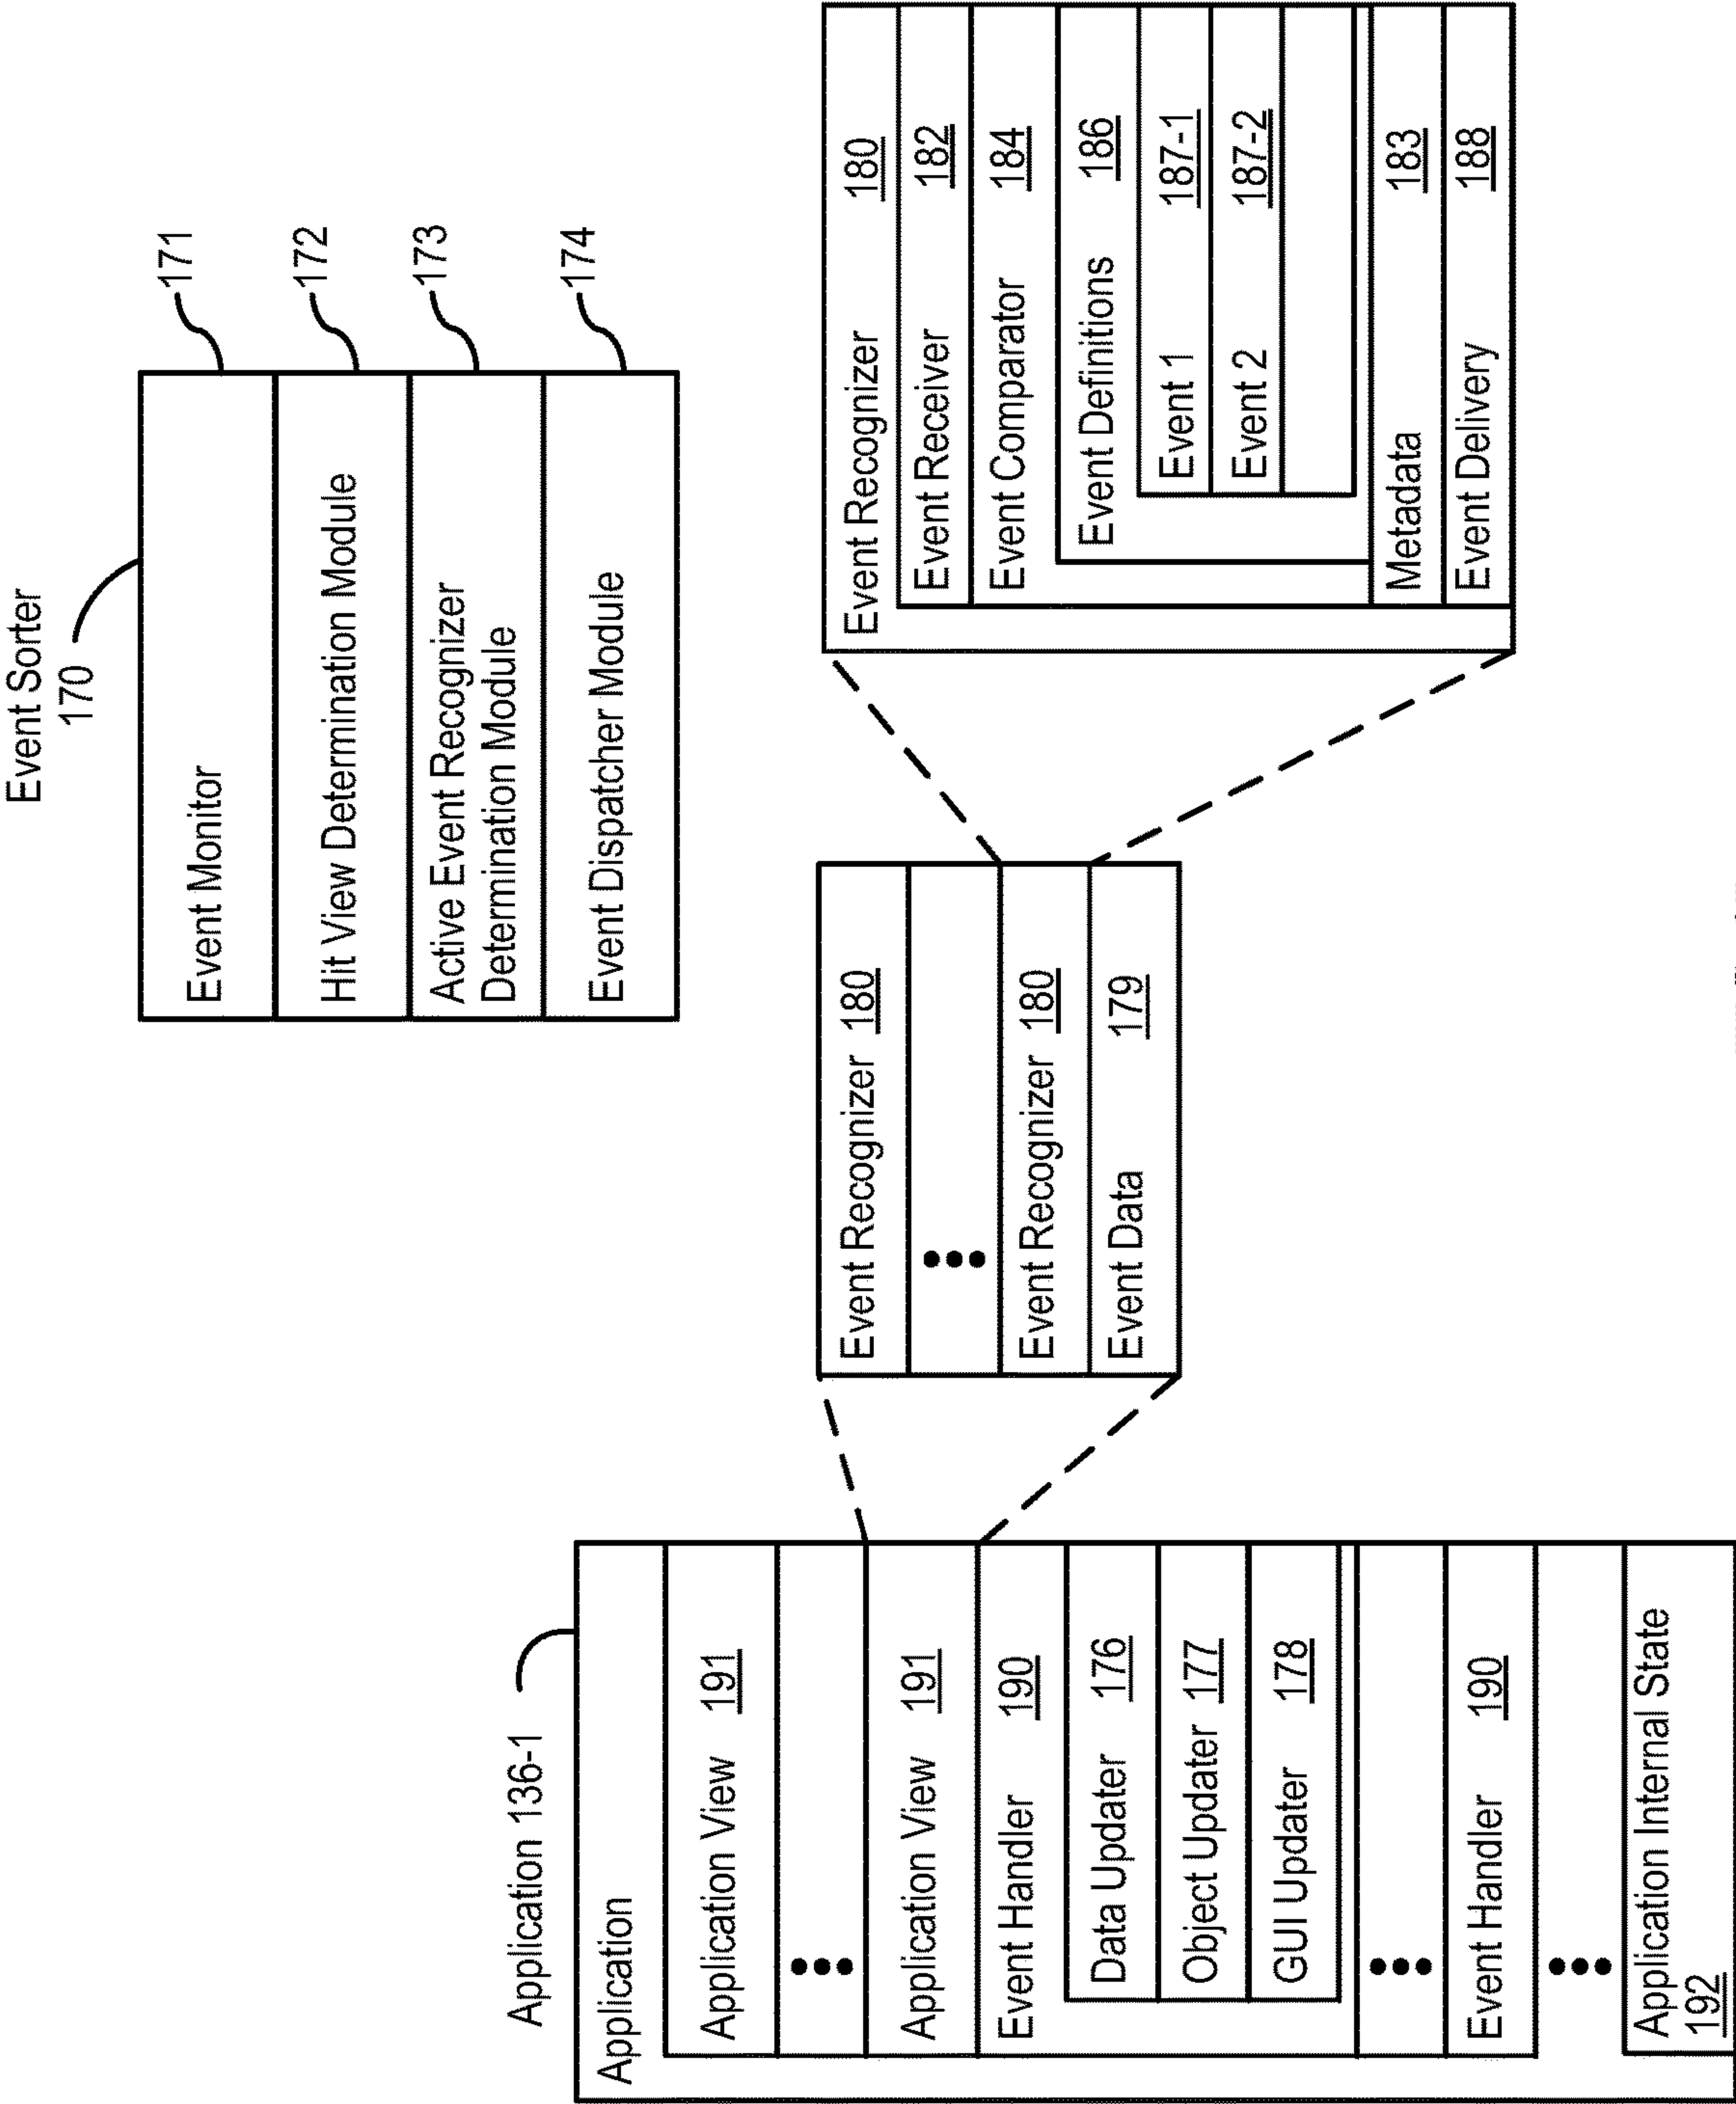 Event Sorter
170
Event Monitor
171
Hit View Determination Module
172
Active Event Recognizer
Determination Module
173
Event Dispatcher Module
174
Application 136-1
Application
Application View 191
Application View 191
Event Handler 190
Data Updater 176
Object Updater 177
GUI Updater 178
Event Handler 190
Application Internal State
192
Event Recognizer 180
Event Recognizer 180
Event Data 179
Event Recognizer 180
Event Receiver 182
Event Comparator 184
Event Definitions 186
Event 1 187-1
Event 2 187-2
Metadata 183
Event Delivery 188